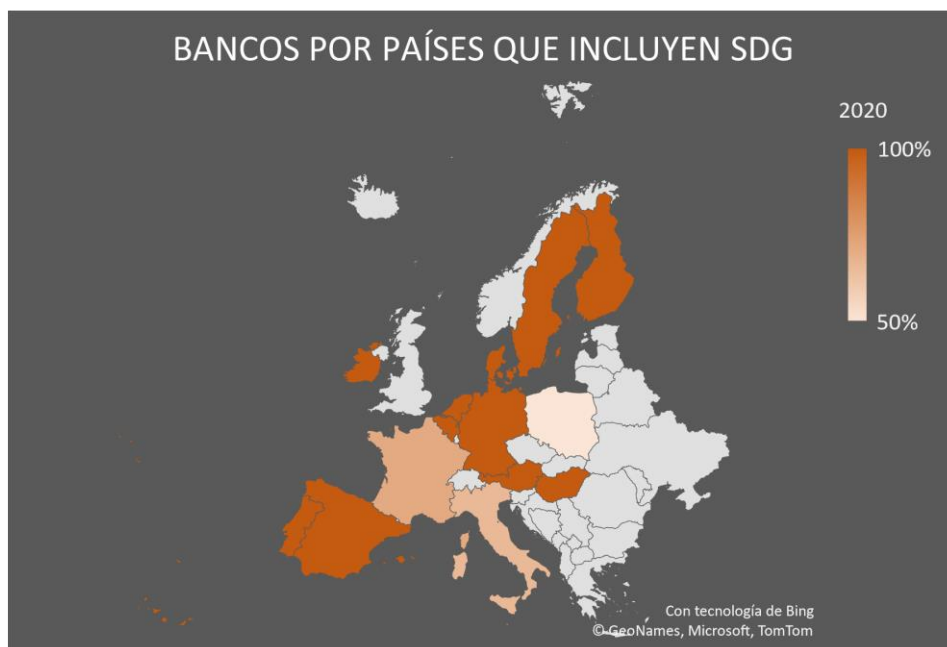 BANCOS POR PAÍSES QUE INCLUYEN SDG
2020
100%
50%
Con tecnología de Bing
© GeoNames, Microsoft, TomTom